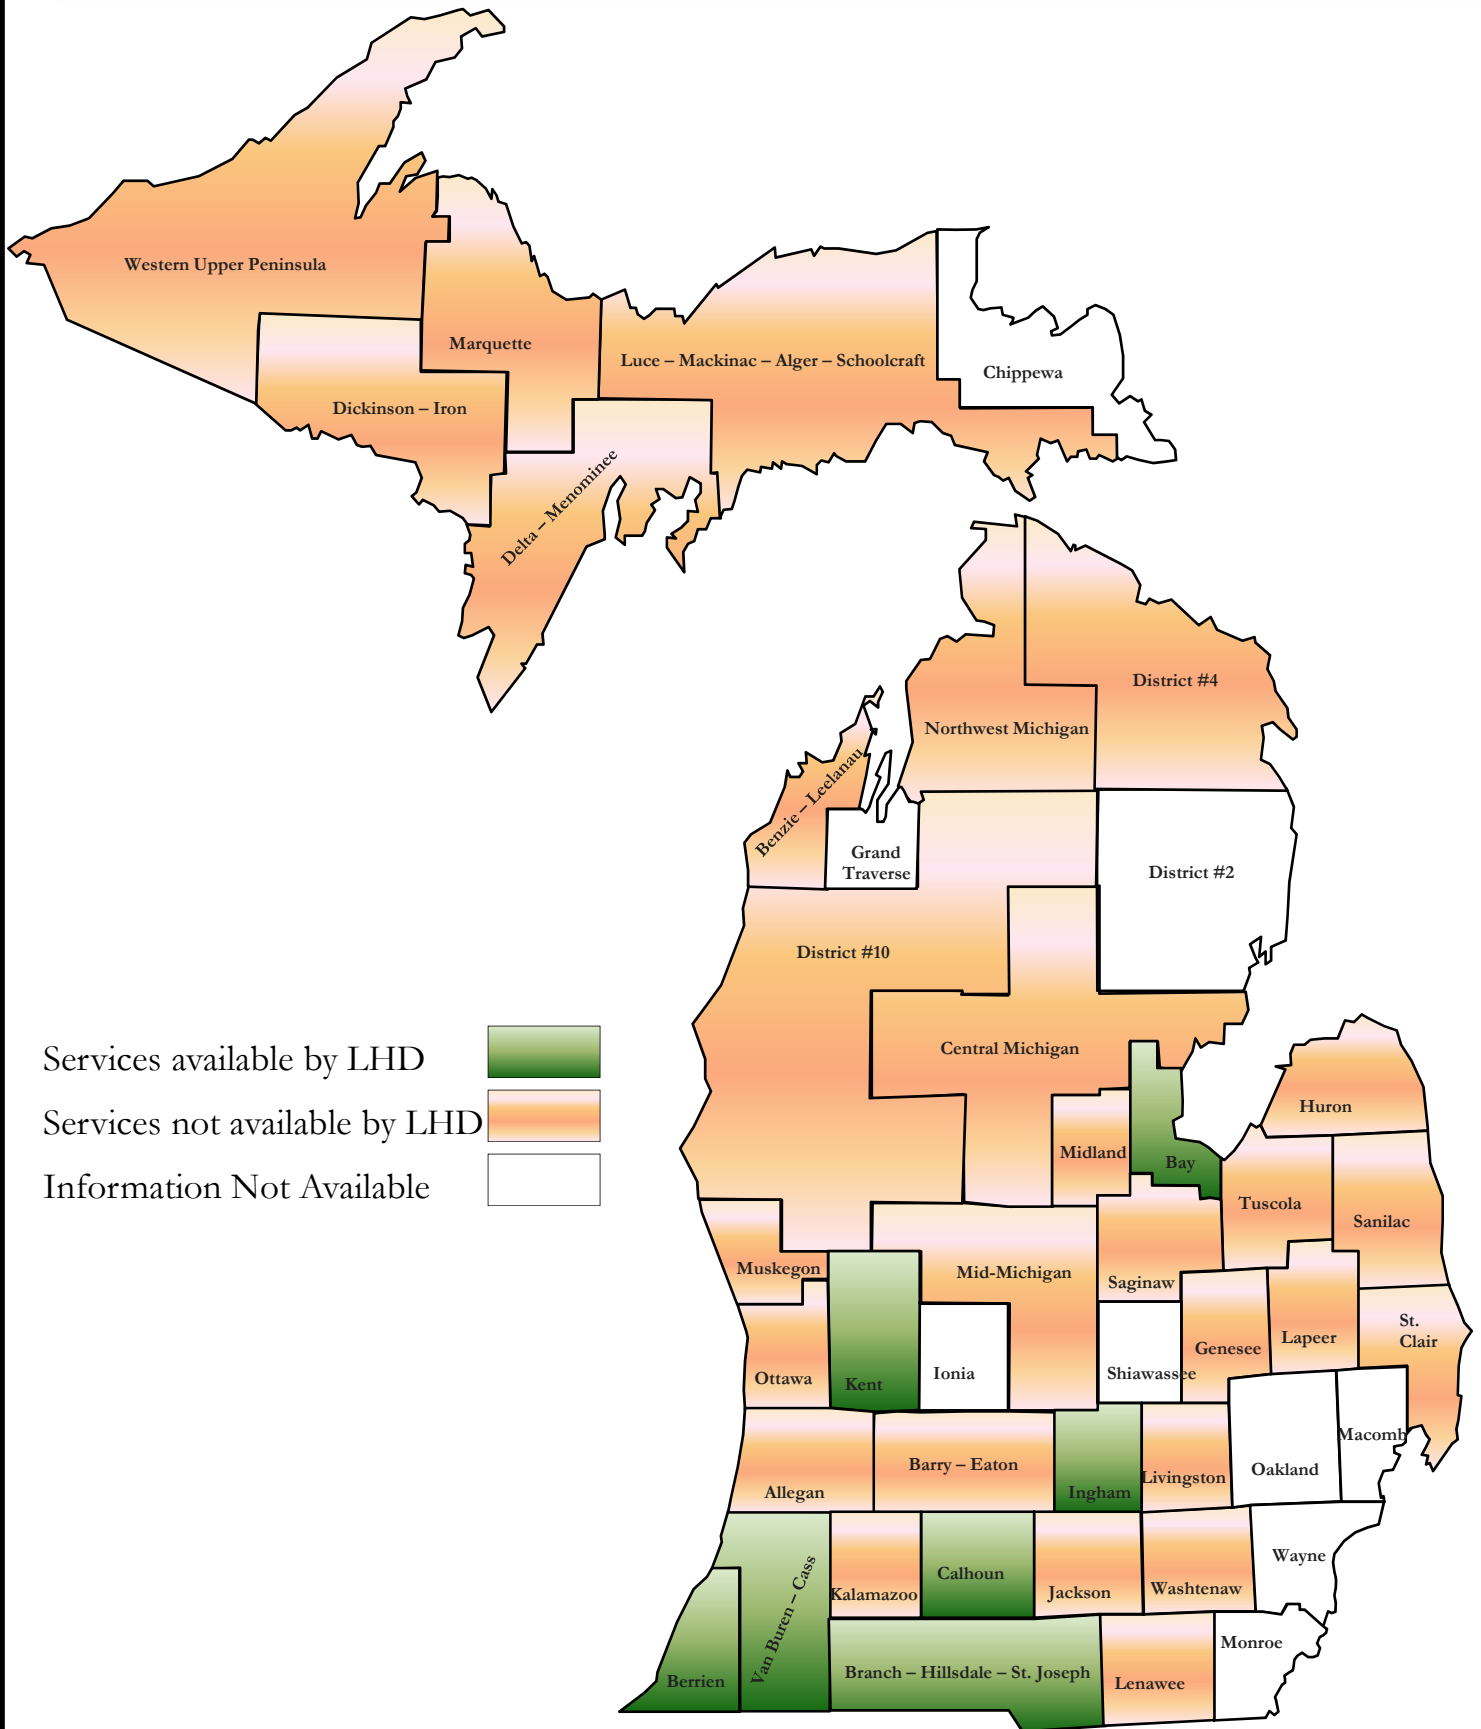 Western Upper Peninsula
Marquette
Luce – Mackinac – Alger – Schoolcraft
Chippewa
Dickinson – Iron
Delta – Menominee
District #4
Northwest Michigan
Benzie – Leelanau
Grand
Traverse
District #2
District #10
Central Michigan
Services available by LHD
Services not available by LHD
Information Not Available
Huron
Midland
Bay
Tuscola
Sanilac
Muskegon
Mid-Michigan
Saginaw
St.
Clair
Lapeer
Genesee
Ottawa
Kent
Ionia
Shiawassee
Macomb
Oakland
Barry – Eaton
Livingston
Allegan
Ingham
Wayne
Calhoun
Kalamazoo
Jackson
Washtenaw
Van Buren – Cass
Monroe
Branch – Hillsdale – St. Joseph
Berrien
Lenawee